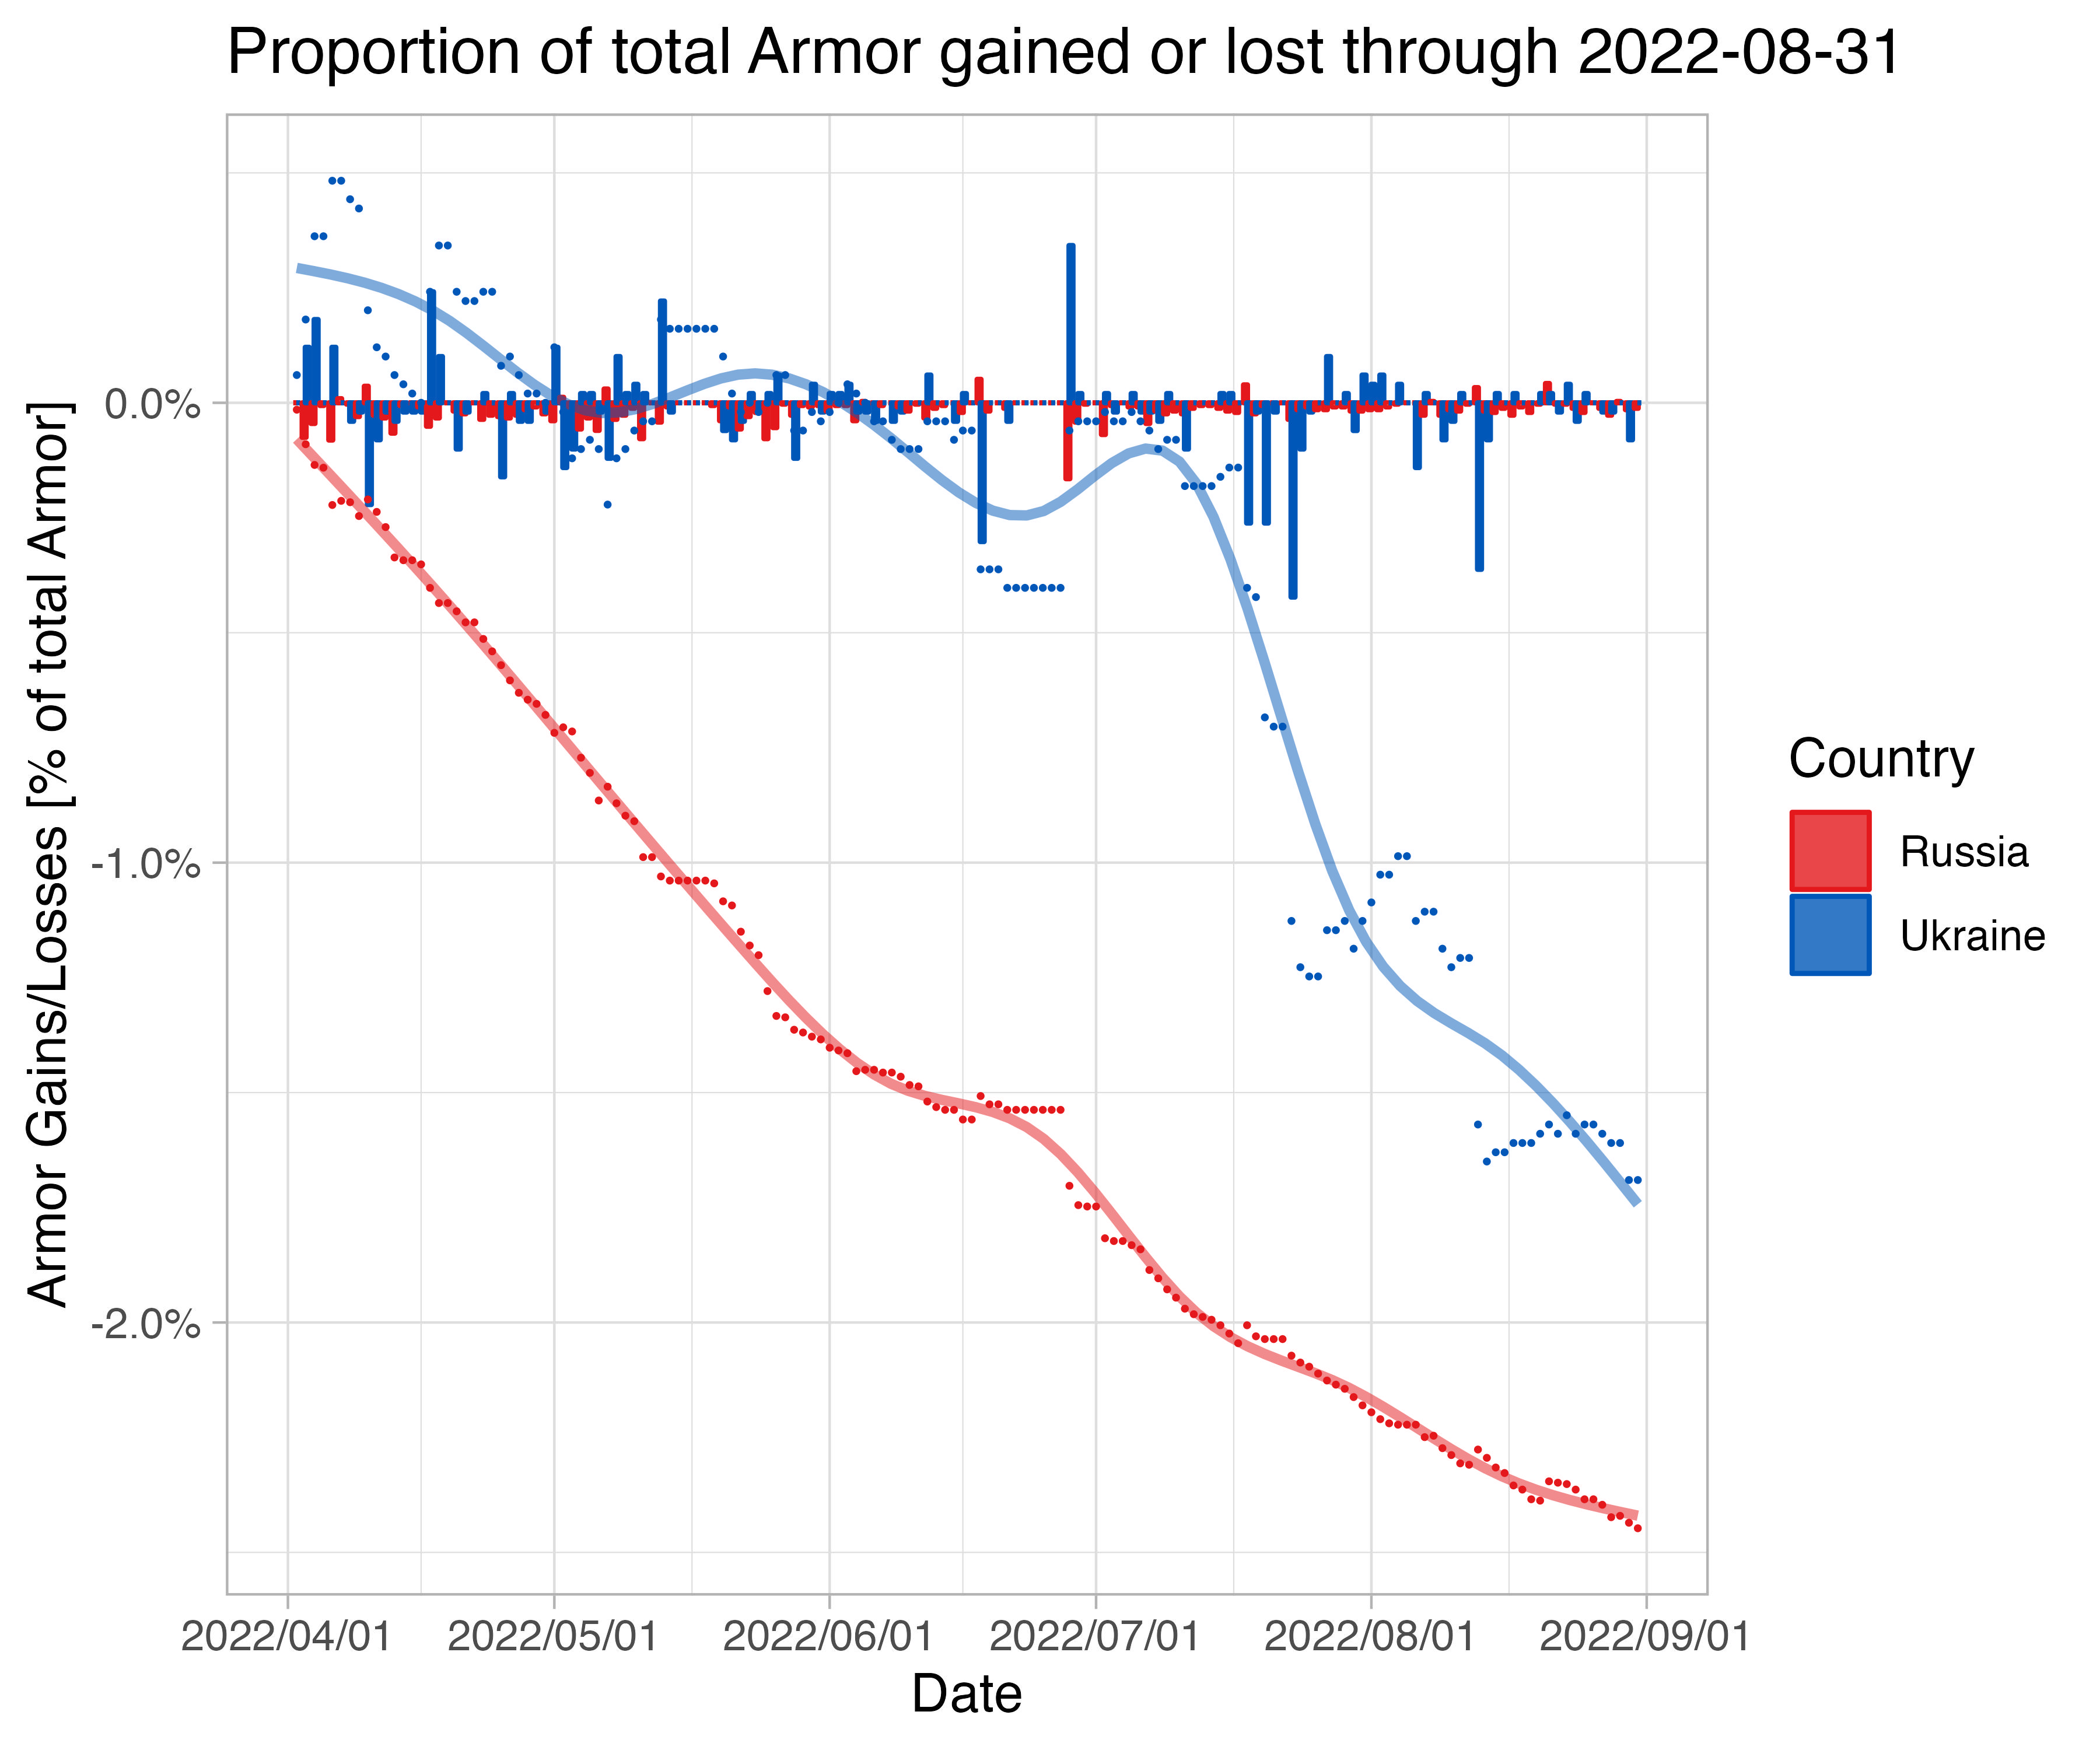 Proportion of total Armor gained or lost through 2022-08-31
Armor Gains/Losses [% of total Armor]
0.0%
-1.0%
-2.0%
2022/04/01
2022/05/01
2022/06/01
2022/07/01
2022/08/01
2022/09/01
Date
Country
Russia
Ukraine